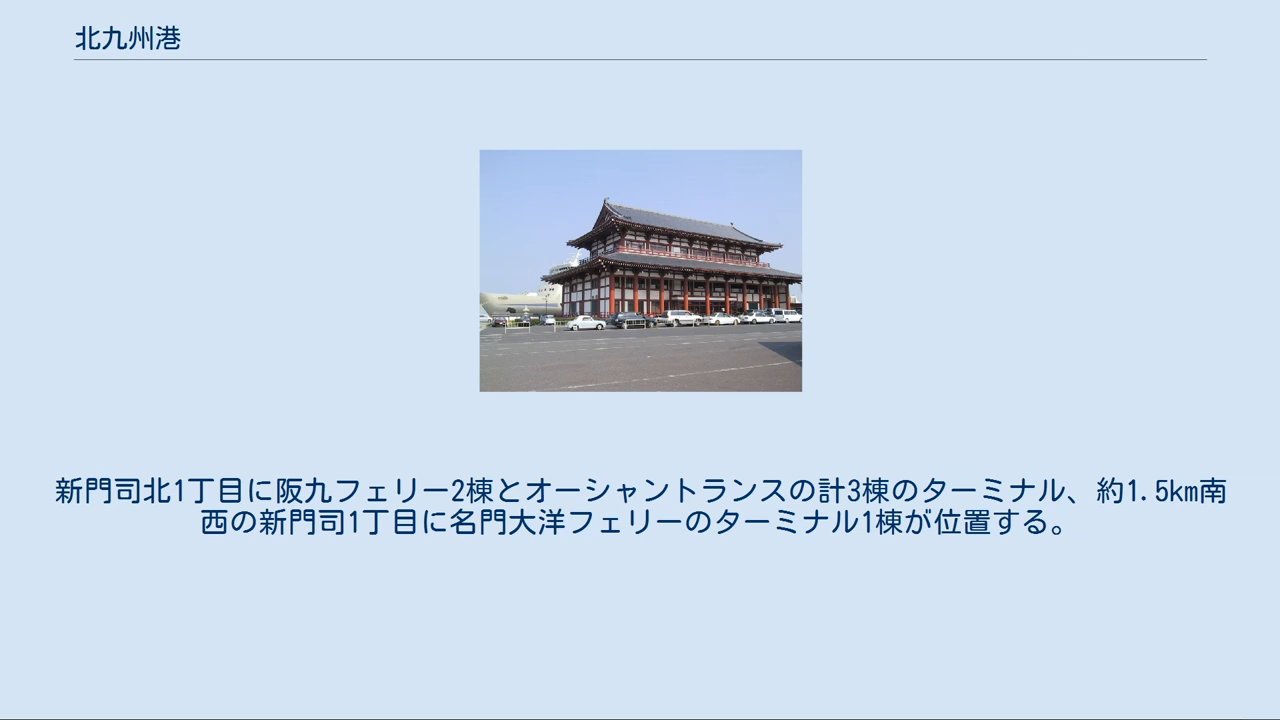 北九州港
新門司北1丁目に阪九フェリー2棟とオーシャントランスの計3棟のターミナル、約1.5km南
西の新門司1丁目に名門大洋フェリーのターミナル1棟が位置する。